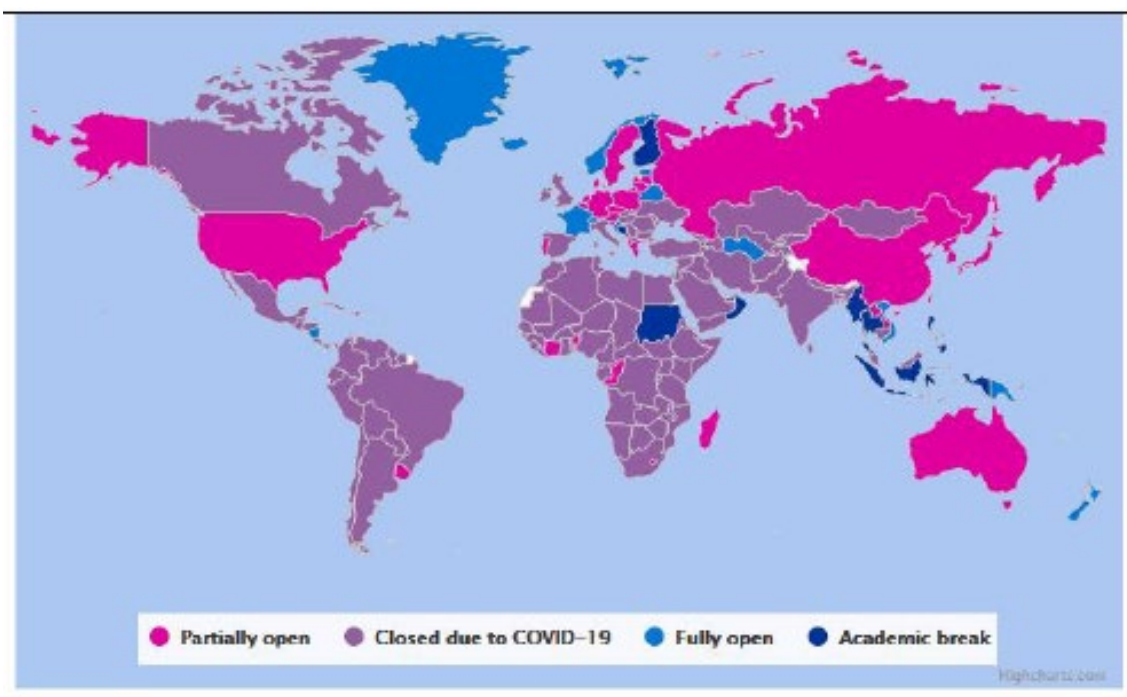 Partially open Closed due to COVID–19 Fully open Academic break
Highcharts.com